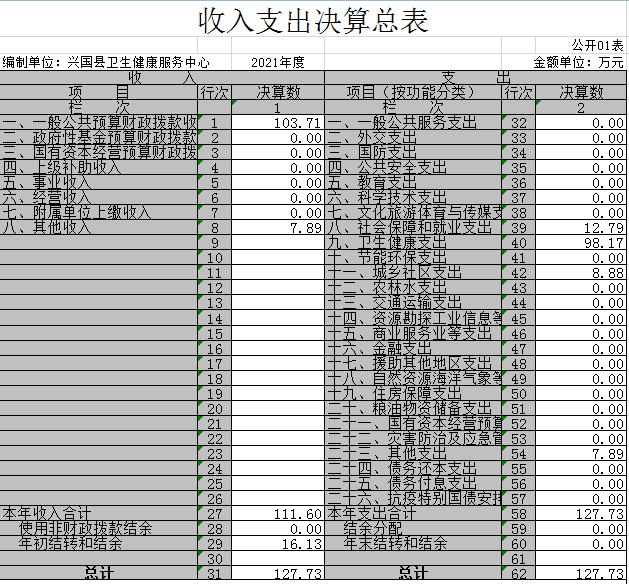 收入支出决算总表
公开01表
编制单位：兴国县卫生健康服务中心 2021年度 金额单位：万元
收 入 支 出
项 目 行次 决算数 项目（按功能分类） 行次 决算数
栏 次 1 栏 次 2
一、一般公共预算财政拨款收 1 103.71 一、一般公共服务支出 32 0.00
二、政府性基金预算财政拨款 2 0.00 二、外交支出 33 0.00
三、国有资本经营预算财政拨 3 0.00 三、国防支出 34 0.00
四、上级补助收入 4 0.00 四、公共安全支出 35 0.00
五、事业收入 5 0.00 五、教育支出 36 0.00
六、经营收入 6 0.00 六、科学技术支出 37 0.00
七、附属单位上缴收入 7 0.00 七、文化旅游体育与传媒支 38 0.00
八、其他收入 8 7.89 八、社会保障和就业支出 39 12.79
9 九、卫生健康支出 40 98.17
10 十、节能环保支出 41 0.00
11 十一、城乡社区支出 42 8.88
12 十二、农林水支出 43 0.00
13 十三、交通运输支出 44 0.00
14 十四、资源勘探工业信息等 45 0.00
15 十五、商业服务业等支出 46 0.00
16 十六、金融支出 47 0.00
17 十七、援助其他地区支出 48 0.00
18 十八、自然资源海洋气象等 49 0.00
19 十九、住房保障支出 50 0.00
20 二十、粮油物资储备支出 51 0.00
21 二十一、国有资本经营预算 52 0.00
22 二十二、灾害防治及应急管 53 0.00
23 二十三、其他支出 54 7.89
24 二十四、债务还本支出 55 0.00
25 二十五、债务付息支出 56 0.00
26 二十六、抗疫特别国债安排 57 0.00
本年收入合计 27 111.60 本年支出合计 58 127.73
使用非财政拨款结余 28 0.00 结余分配 59 0.00
年初结转和结余 29 16.13 年末结转和结余 60 0.00
30 61
总计 31 127.73 总计 62 127.73